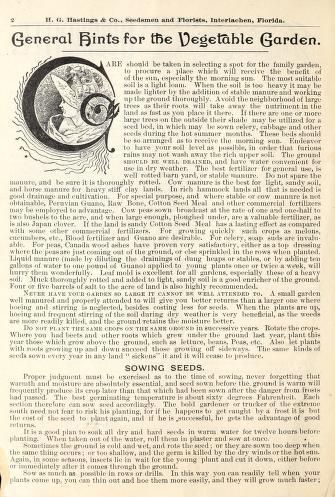 2 H. G. Hastings & Co., Seedsmen and Florists, Interlachen, Florida.
General Hints for the Vegetable Garden.
CARE should be taken in selecting a spot for the family garden,
to procure a place which will receive the benefit of
of the sun, especially the morning sun. The most suitable
soil is a loam. When the soil is too heavy it may be
made lighter by the addition of stable manure and working
up the ground thoroughly. Avoid the neighborhood of large
trees as their roots will take away the nutriment in the
land as fast as you place it there. If there are one or more
large trees on the outside their shade may be utilized for a
seed bed, in which may be sown celery, cabbage and other
seeds during the hot summer months. These beds should
be so arranged as to receive the morning sun. Endeavor
to have your soil level as possible, in order that furious
rains may not wash away the rich upper soil. The ground
SHOULD BE WELL DRAINED, and have water convenient for
use in dry weather. The best fertilizer for general use, is
well rotted barn yard, or stable manure. Do not spare the
manure, and be sure it is thoroughly rotted. Cow manure is the best for light, sandy soil,
and horse manure for heavy stiff clay lands. In rich hammock lands all that is needed is
good drainage and cultivation. For special purpose, and where stable or cow manure is not
obtainable, Peruvian Guano, Raw Bone, Cotton Seed Meal and other commercial fertilizers
may be employed to advantage. Cow peas sown broadcast at the rate of one and one-half to
two bushels to the acre, and when large enough, ploughed under, are a valuable fertilizer, as
is also Japan clover. If the land is sandy Cotton Seed Meal has a lasting effect as compared
with some other commercial fertilizers. For growing quickly such crops as melons,
cucumbers, etc., Blood fertilizer and Guano are desirable. For celery, soap suds are invaluable.
For peas, Canada wood ashes have proven very satisfactory, either as a top dressing
when the peas are just coming out of the ground, or else sprinkled in the rows when planted.
Liquid manure (made by diluting the drainings of dung heaps or stables, or by adding
gallons of water to one peck of guano) applied to young plants once or twice a week will
hurry them wonderfully. Leaf mold is excellent for all gardens, especially those of a heavy
soil. Muck thoroughly rotted and added to light, sandy soil is a good enricher of the ground.
Four or five barrels of salt to the acre of land is also highly recommended.
NEVER HAVE YOUR GARDEN SO LARGE IT CANNOT BE WELL ATTENDED TO. A small garden
well manured and properly attended to will give you better returns than a larger one where
hoeing and stirring is neglected, besides costing less for seeds. When the plants are up,
hoeing and frequent stirring of the soil during dry weather is very beneficial, as the weeds
are more readily killed, and the ground retains the moisture better.
DO NOT PLANT THE SAME CROPS ON THE SAME GROUND in successive years. Rotate the crops.
Where you had beets and other roots which grew under the ground last year, plant this
year those which grow above the ground, such as lettuce, beans, Peas, etc. Also let plants
with roots growing up and down succeed those growing off sideways. The same kinds of
seeds sown every year in any land "sickens" it and it will cease to produce.
SOWING SEEDS.
Proper judgment must be exercised as to the time of sowing, never forgetting that
warmth and moisture are absolutely essential, and seed sown before the ground is warm will
frequently produce its crop later than that which had been sown after the danger from frosts
had passed. The best germinating temperature is about sixty degrees Fahrenheit. Each
section therefore can sow seed accordingly. The bold gardener or trucker of the extreme
south need not fear to risk his planting, for if he happens to get caught by a frost it is but
the cost of the seed to plant again, and if he is successful, he gets the advantage of good
returns.
It is a good plan to soak all dry and hard seeds in warm water for twelve hours before
planting. When taken out of the water, roll them in plaster and sow at once.
Sometimes the ground is cold and wet, and rots the seed; or they are sown too deep when
the same thing occurs; or too shallow, and the germ is killed by the dry winds or the hot sun.
Again, in some seasons, insects lie in wait for the young plant and cut it down, either before
or immediately after it comes through the ground.
Sow as much as possible in rows or drills. In this way you can readily tell when your
plants come up, you can thin out and hoe them more easily, and they will grow much faster;